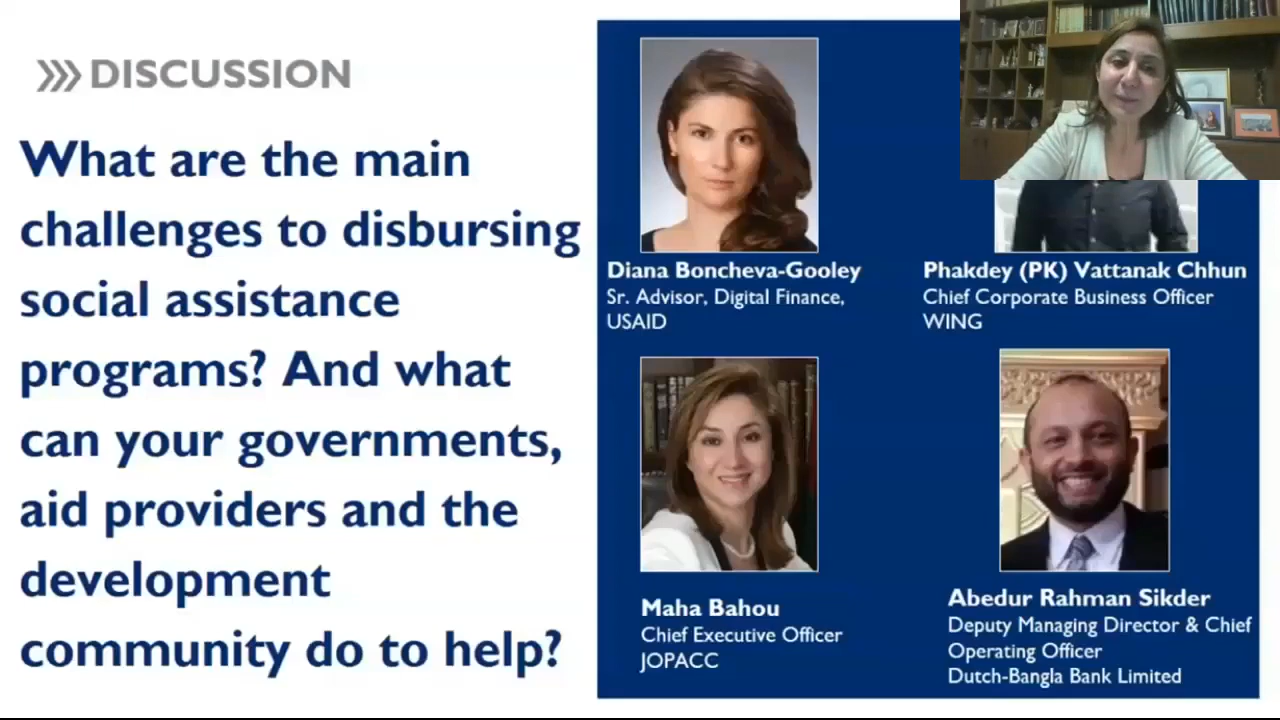 DISCUSSION
What are the main
challenges to disbursing
social assistance
programs? And what
can your governments,
aid providers and the
development
community do to help?
Diana Boncheva-Gooley
Sr. Advisor, Digital Finance,
USAID
Phakdey (PK) Vattanak Chhun
Chief Corporate Business Officer
WING
Maha Bahou
Chief Executive Officer
JOPACC
Abedur Rahman Sikder
Deputy Managing Director & Chief
Operating Officer
Dutch-Bangla Bank Limited